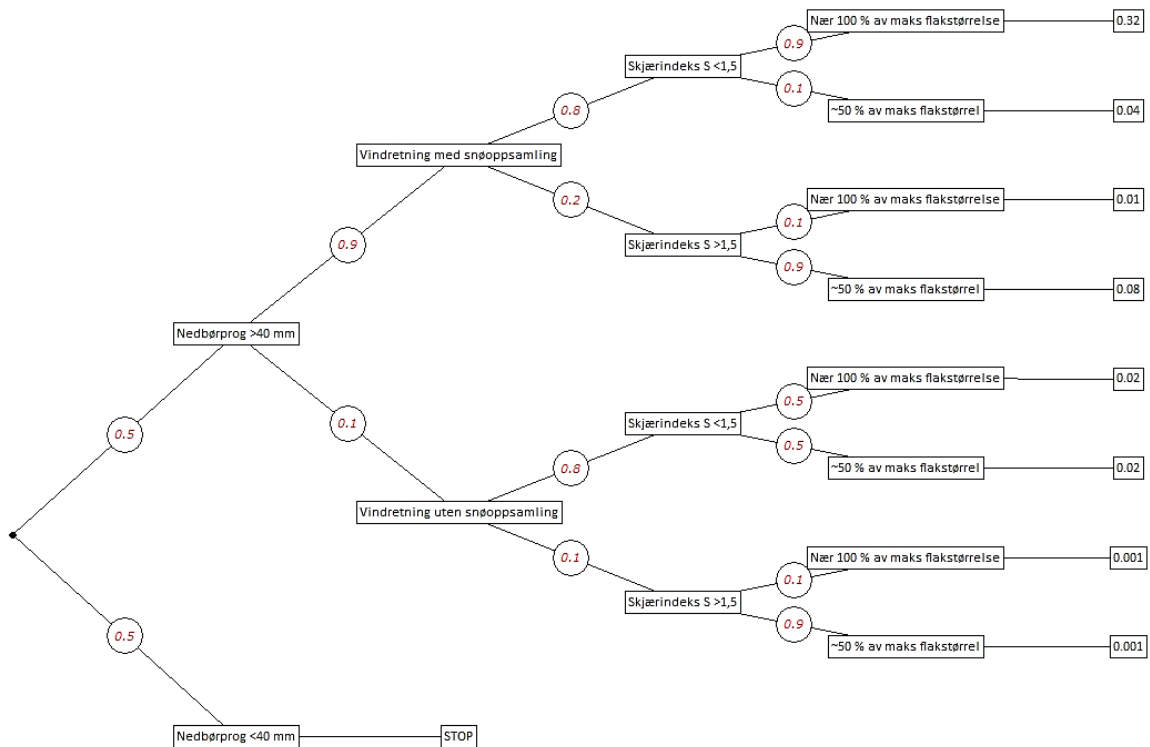 Nær 100 % av maks flakstørrelse
0.32
0.9
Skjærindeks S <1,5
0.1
0.8
~50 % av maks flakstørrel
0.04
Vindretning med snøoppsamling
0.2
Nær 100 % av maks flakstørrelse
0.01
0.1
0.9
Skjærindeks S >1,5
0.9
~50 % av maks flakstørrel
0.08
Nedbørprog >40 mm
Nær 100 % av maks flakstørrelse
0.02
0.5
0.1
Skjærindeks S <1,5
0.5
0.5
0.8
~50 % av maks flakstørrel
0.02
Vindretning uten snøoppsamling
0.1
Nær 100 % av maks flakstørrelse
0.001
0.1
Skjærindeks S >1,5
0.9
0.5
~50 % av maks flakstørrel
0.001
Nedbørprog <40 mm
STOP